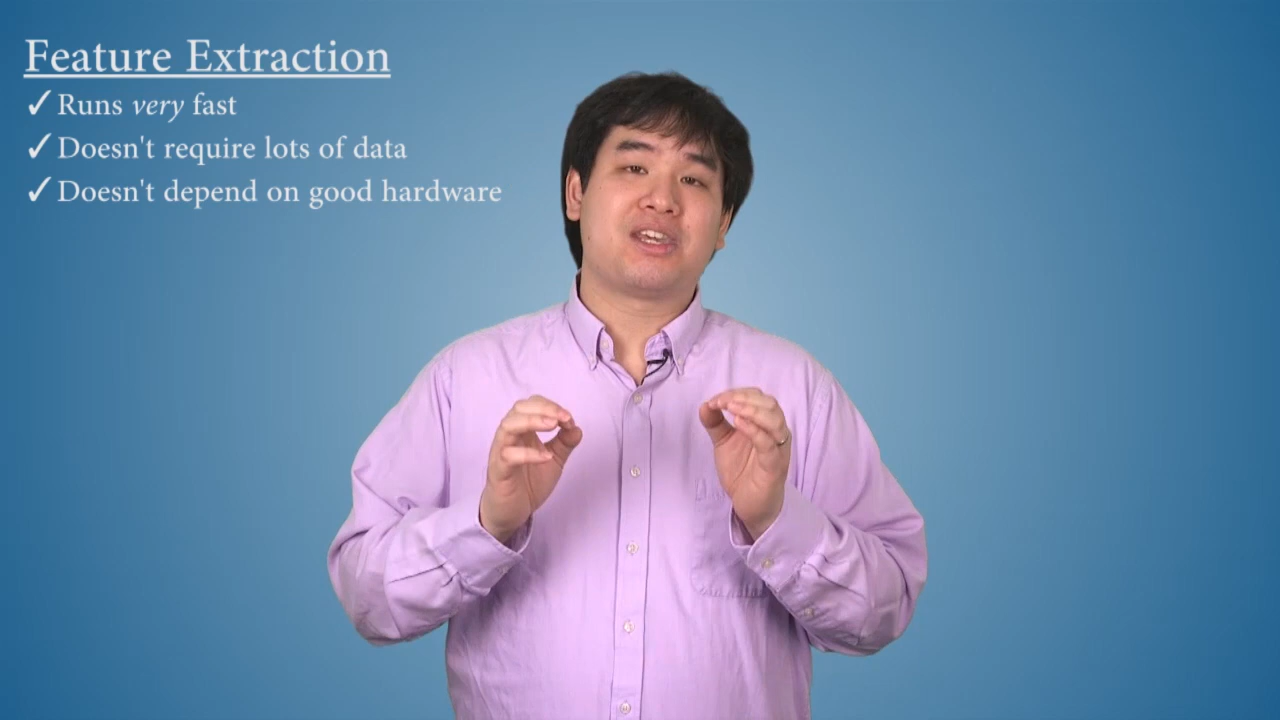 Feature Extraction
✓ Runs very fast
✓ Doesn't require lots of data
✓ Doesn't depend on good hardware